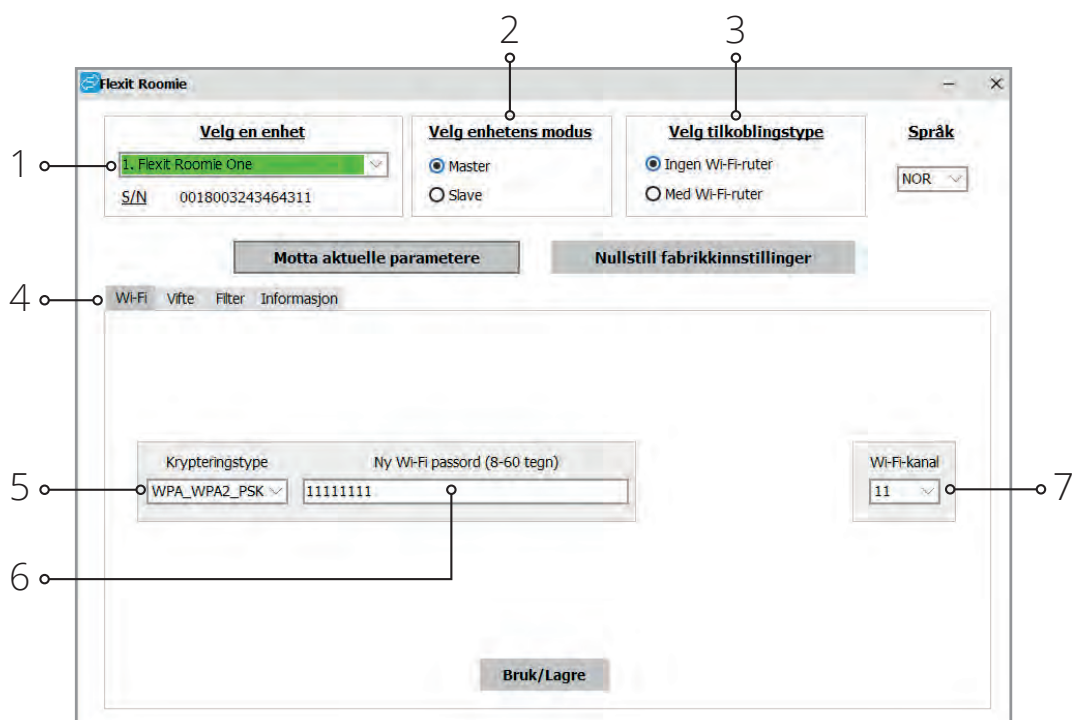 2
3
Flexit Roomie
Velg en enhet
Velg enhetens modus
Velg tilkoblingstype
Språk
1
1. Flexit Roomie One
Master
Ingen Wi-Fi-ruter
NOR
S/N 0018003243464311
Slave
Med Wi-Fi-ruter
Motta aktuelle parametere
Nullstill fabrikkinnstillinger
4
Wi-Fi Vifte Filter Informasjon
Krypteringstype
Ny Wi-Fi passord (8-60 tegn)
Wi-Fi-kanal
5
WPA_WPA2_PSK
11111111
11
7
6
Bruk/Lagre